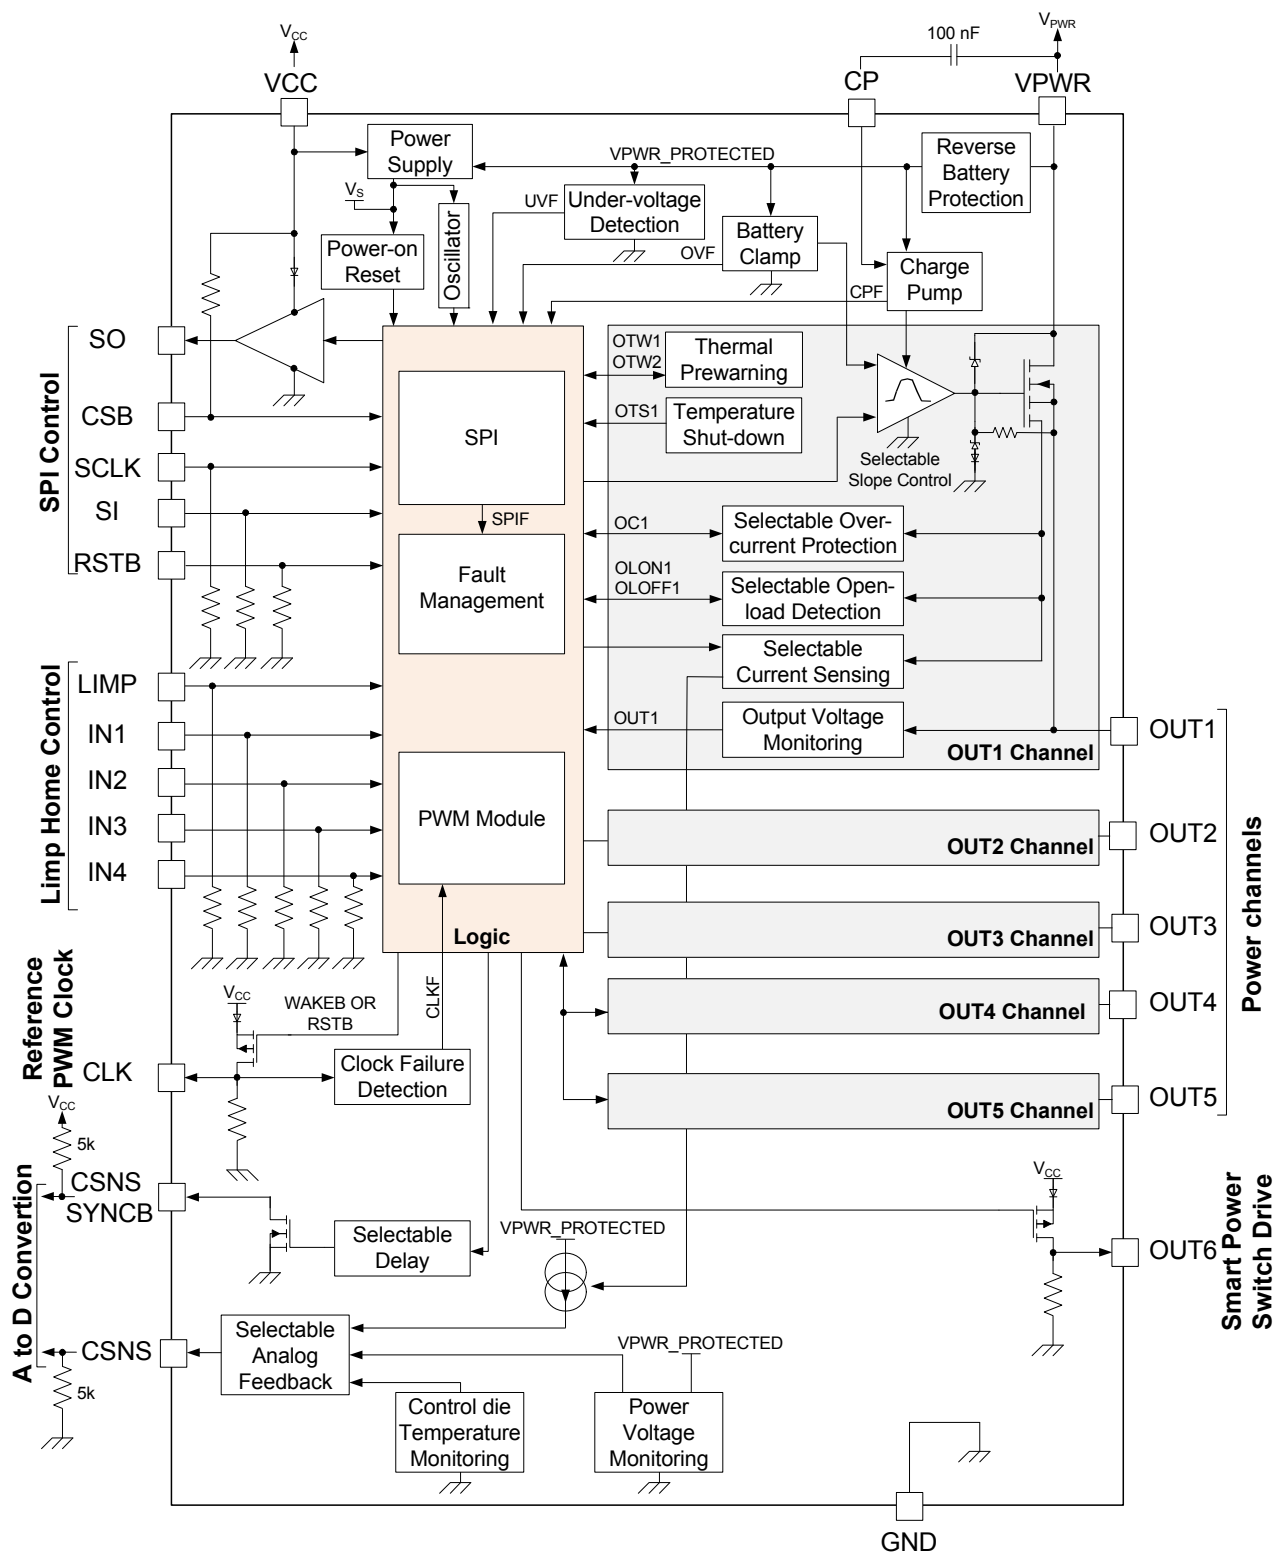 V_CC
VCC
100 nF
V_PWR
CP
VPWR
Power
Supply
VPWR_PROTECTED
Reverse
Battery
Protection
V_S
UVF
Under-voltage
Detection
Oscillator
Power-on
Reset
OVF
Battery
Clamp
CPF
Charge
Pump
SPI Control
SO
CSB
SCLK
SI
RSTB
SPI
SPIF
Fault
Management
PWM Module
Logic
OTW1
OTW2
Thermal
Prewarning
OTS1
Temperature
Shut-down
Selectable
Slope Control
OC1
Selectable Over-
current Protection
OLON1
OLOFF1
Selectable Open-
load Detection
Selectable
Current Sensing
OUT1
Output Voltage
Monitoring
OUT1 Channel
OUT2 Channel
OUT3 Channel
OUT4 Channel
OUT5 Channel
OUT1
OUT2
OUT3
OUT4
OUT5
Power channels
Limp Home Control
LIMP
IN1
IN2
IN3
IN4
Reference
PWM Clock
CLK
V_CC
WAKEB OR
RSTB
CLKF
Clock Failure
Detection
V_CC
5k
A to D Convertion
CSNS
SYNCB
Selectable
Delay
VPWR_PROTECTED
V_CC
OUT6
Smart Power
Switch Drive
CSNS
5k
Selectable
Analog
Feedback
VPWR_PROTECTED
Control die
Temperature
Monitoring
Power
Voltage
Monitoring
GND